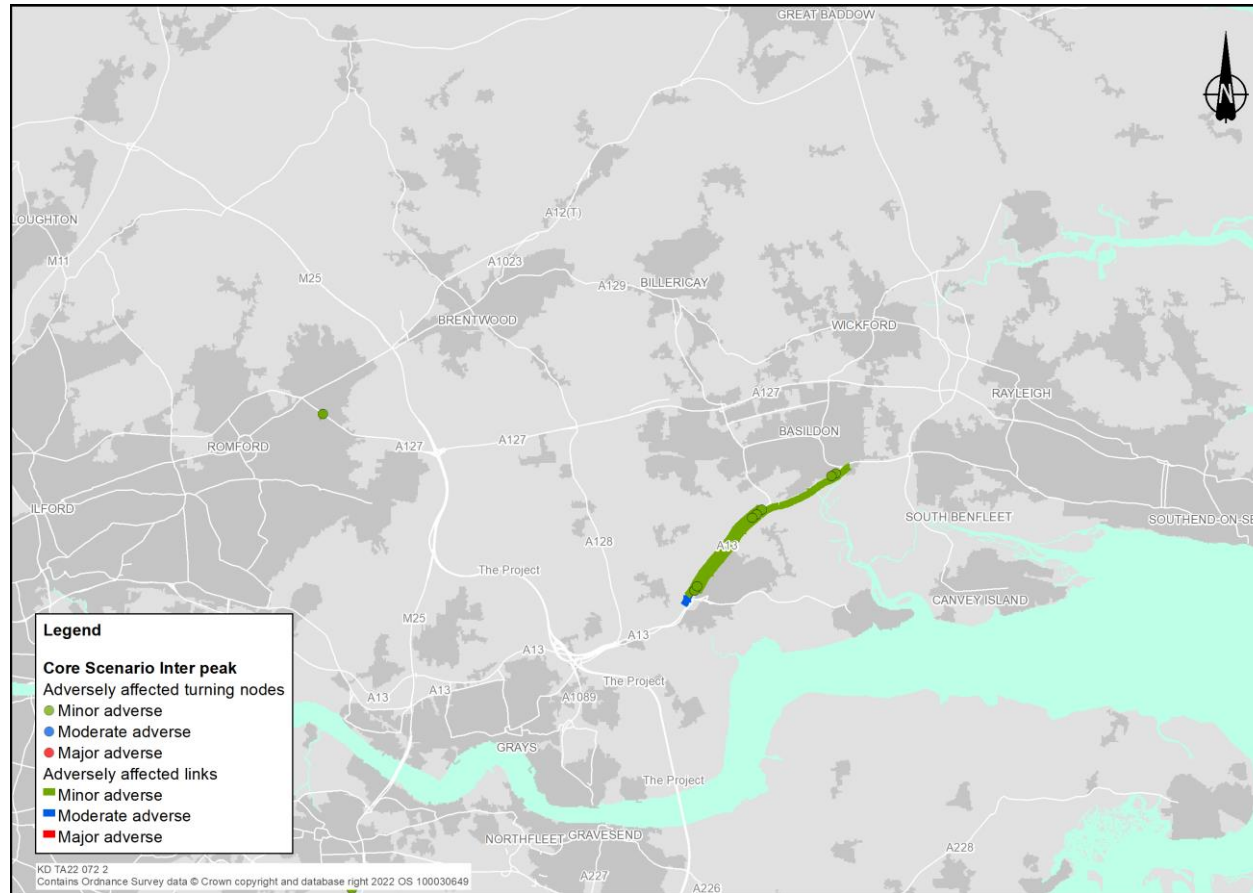 GREAT BADDOW
N
LOUGHTON
M11
A12(T)
M25
A1023
A129
BILLERICAY
BRENTWOOD
WICKFORD
RAYLEIGH
A127
BASILDON
ROMFORD
A127
A127
ILFORD
SOUTH BENFLEET
SOUTHEND-ON-SE
A128
A13
The Project
CANVEY ISLAND
M25
A13
A13
A13
A13
The Project
A1089
GRAYS
The Project
NORTHFLEET
GRAVESEND
A228
A227
A226
Legend
Core Scenario Inter peak
Adversely affected turning nodes
Minor adverse
Moderate adverse
Major adverse
Adversely affected links
Minor adverse
Moderate adverse
Major adverse
KD TA22 072 2
Contains Ordnance Survey data © Crown copyright and database right 2022 OS 100030649